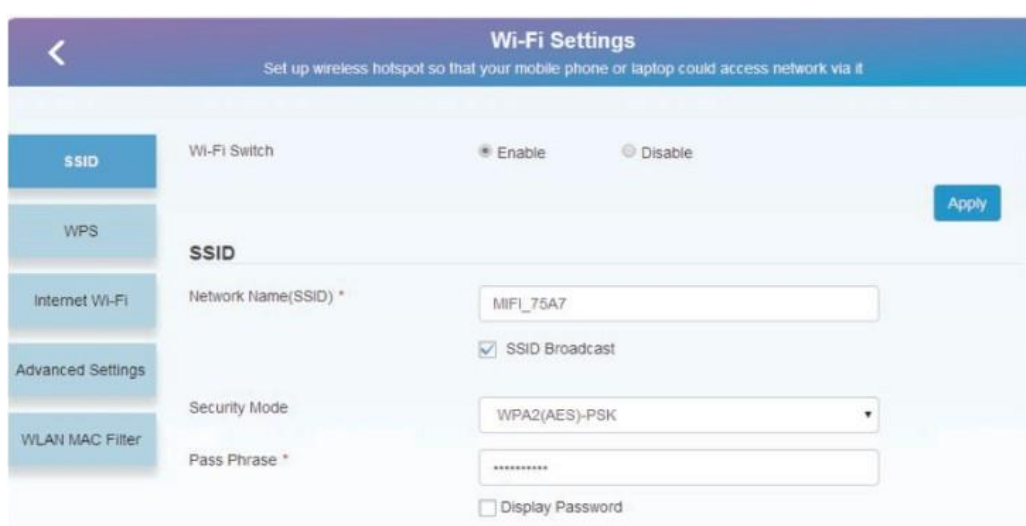 Wi-Fi Settings
Set up wireless hotspot so that your mobile phone or laptop could access network via it
SSID
WPS
Internet Wi-Fi
Advanced Settings
WLAN MAC Filter
Wi-Fi Switch
Enable Disable
Apply
SSID
Network Name(SSID) * MIFI_75A7
SSID Broadcast
Security Mode WPA2(AES)-PSK
Pass Phrase * ••••••••••
Display Password